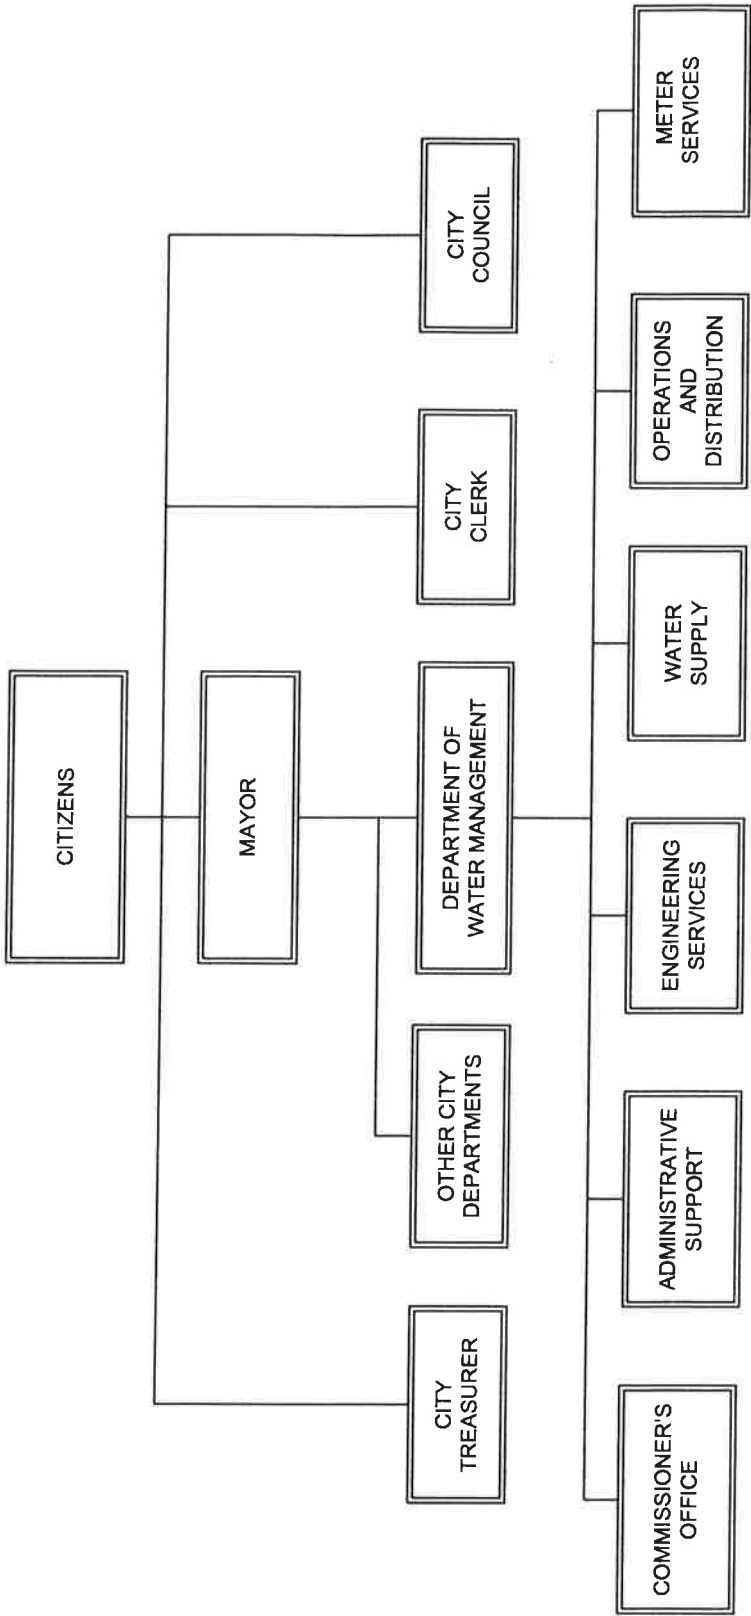 CITIZENS
MAYOR
CITY
TREASURER
OTHER CITY
DEPARTMENTS
DEPARTMENT OF
WATER MANAGEMENT
CITY
CLERK
CITY
COUNCIL
COMMISSIONER'S
OFFICE
ADMINISTRATIVE
SUPPORT
ENGINEERING
SERVICES
WATER
SUPPLY
OPERATIONS
AND
DISTRIBUTION
METER
SERVICES